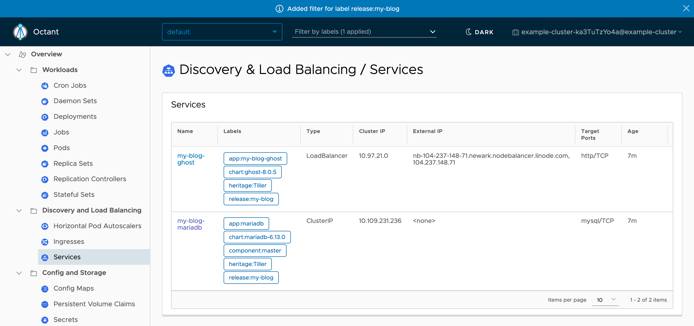 Added filter for label release:my-blog
Octant
default
Filter by labels (1 applied)
DARK
example-cluster-ka3TuTzYo4a@example-cluster
Overview
Workloads
Cron Jobs
Daemon Sets
Deployments
Jobs
Pods
Replica Sets
Replication Controllers
Stateful Sets
Discovery and Load Balancing
Horizontal Pod Autoscalers
Ingresses
Services
Config and Storage
Config Maps
Persistent Volume Claims
Secrets
Discovery & Load Balancing / Services
Services
Name Labels Type Cluster IP External IP Target Ports Age
my-blog-ghost
app:my-blog-ghost
chart:ghost-8.0.5
heritage:Tiller
release:my-blog
LoadBalancer
10.97.21.0
nb-104-237-148-71.newark.nodebalancer.linode.com,
104.237.148.71
http/TCP
7m
my-blog-mariadb
app:mariadb
chart:mariadb-6.13.0
component:master
heritage:Tiller
release:my-blog
ClusterIP
10.109.231.236
<none>
mysql/TCP
7m
Items per page 10 1 - 2 of 2 items